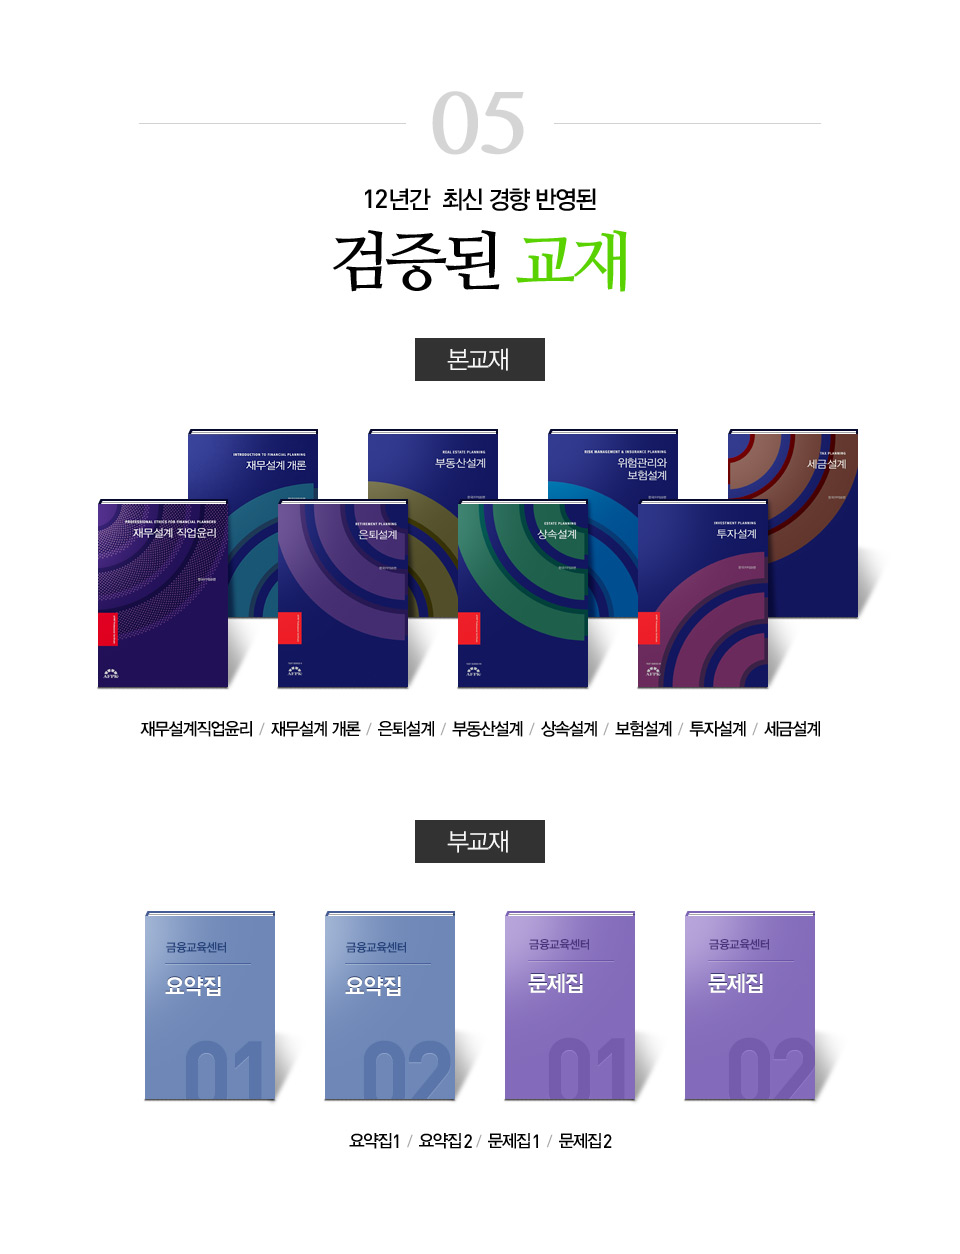 05
12년간 최신 경향 반영된
검증된 교재
본교재
INTRODUCTION TO FINANCIAL PLANNING
재무설계 개론
REAL ESTATE PLANNING
부동산설계
RISK MANAGEMENT & INSURANCE PLANNING
위험관리와
보험설계
TAX PLANNING
세금설계
PROFESSIONAL ETHICS FOR FINANCIAL PLANNERS
재무설계 직업윤리
AFPK
RETIREMENT PLANNING
은퇴설계
AFPK
ESTATE PLANNING
상속설계
AFPK
INVESTMENT PLANNING
투자설계
AFPK
재무설계직업윤리 / 재무설계 개론 / 은퇴설계 / 부동산설계 / 상속설계 / 보험설계 / 투자설계 / 세금설계
부교재
금융교육센터
요약집
01
금융교육센터
요약집
02
금융교육센터
문제집
01
금융교육센터
문제집
02
요약집1 / 요약집2 / 문제집1 / 문제집2